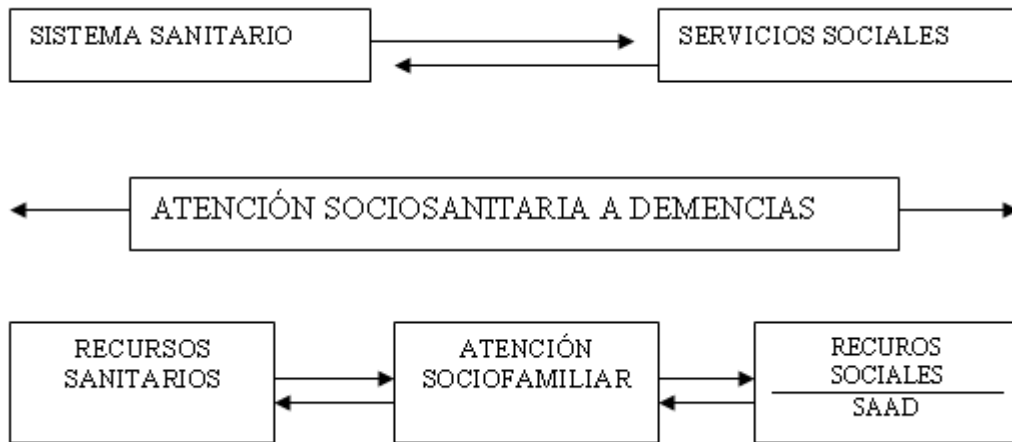 SISTEMA SANITARIO
SERVICIOS SOCIALES
ATENCIÓN SOCIOSANITARIA A DEMENCIAS
RECURSOS
SANITARIOS
ATENCIÓN
SOCIOFAMILIAR
RECUROS
SOCIALES
SAAD